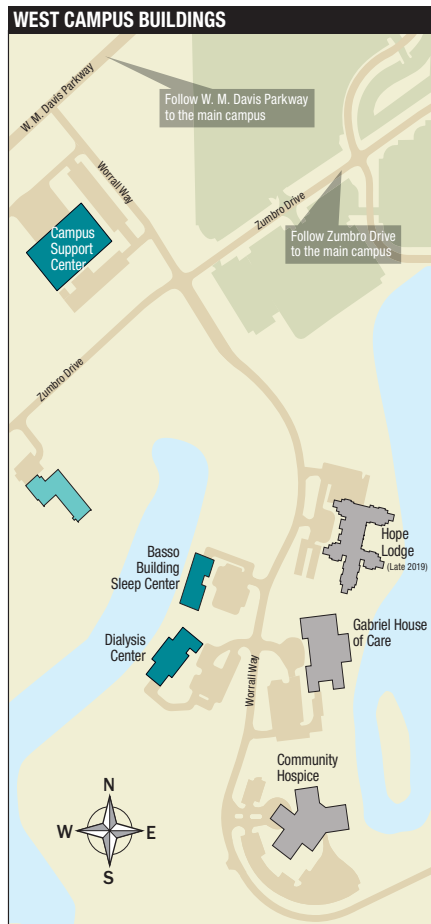 WEST CAMPUS BUILDINGS
W. M. Davis Parkway
Follow W. M. Davis Parkway
to the main campus
Worrall Way
Zumbro Drive
Follow Zumbro Drive
to the main campus
Campus
Support
Center
Zumbro Drive
Hope
Lodge
(Late 2019)
Basso
Building
Sleep Center
Gabriel House
of Care
Dialysis
Center
Worrall Way
Community
Hospice
N
W
E
S